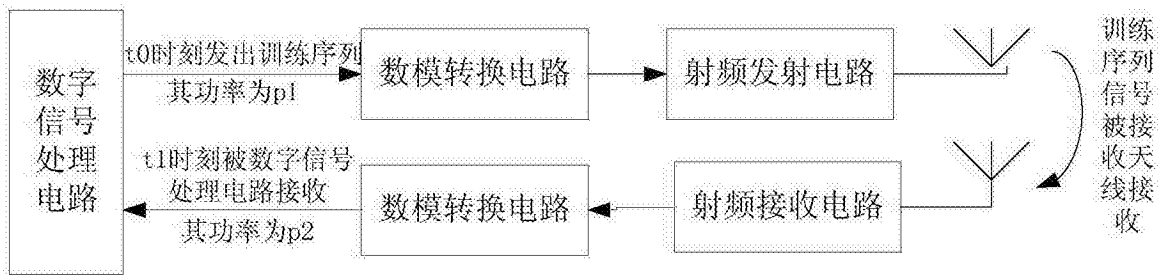 数字
信号
处理
电路
t0时刻发出训练序列
其功率为p1
数模转换电路
射频发射电路
训练
序列
信号
被接
收天
线接
收
t1时刻被数字信号
处理电路接收
其功率为p2
数模转换电路
射频接收电路